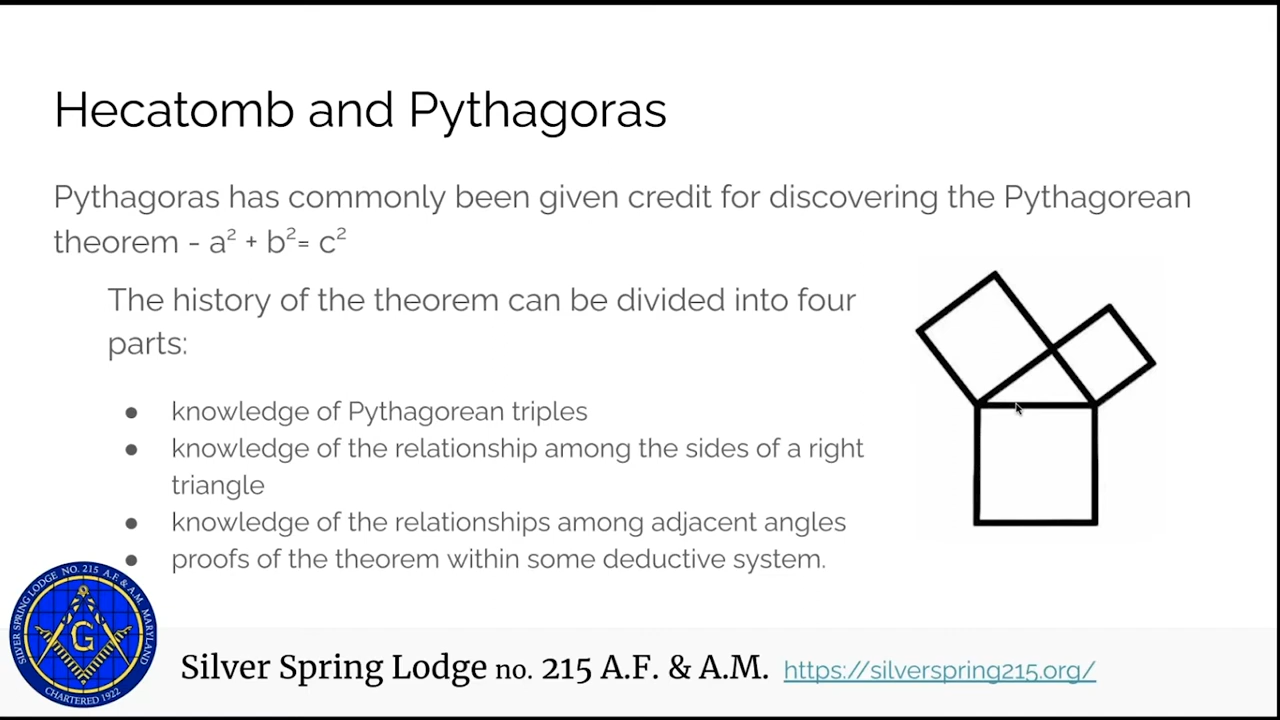 Hecatomb and Pythagoras
Pythagoras has commonly been given credit for discovering the Pythagorean
theorem - a² + b²= c²
The history of the theorem can be divided into four
parts:
● knowledge of Pythagorean triples
● knowledge of the relationship among the sides of a right
triangle
● knowledge of the relationships among adjacent angles
● proofs of the theorem within some deductive system.
SILVER SPRING LODGE NO. 215 A.F. & A.M. MARYLAND
G
CHARTERED 1922
Silver Spring Lodge no. 215 A.F. & A.M. https://silverspring215.org/